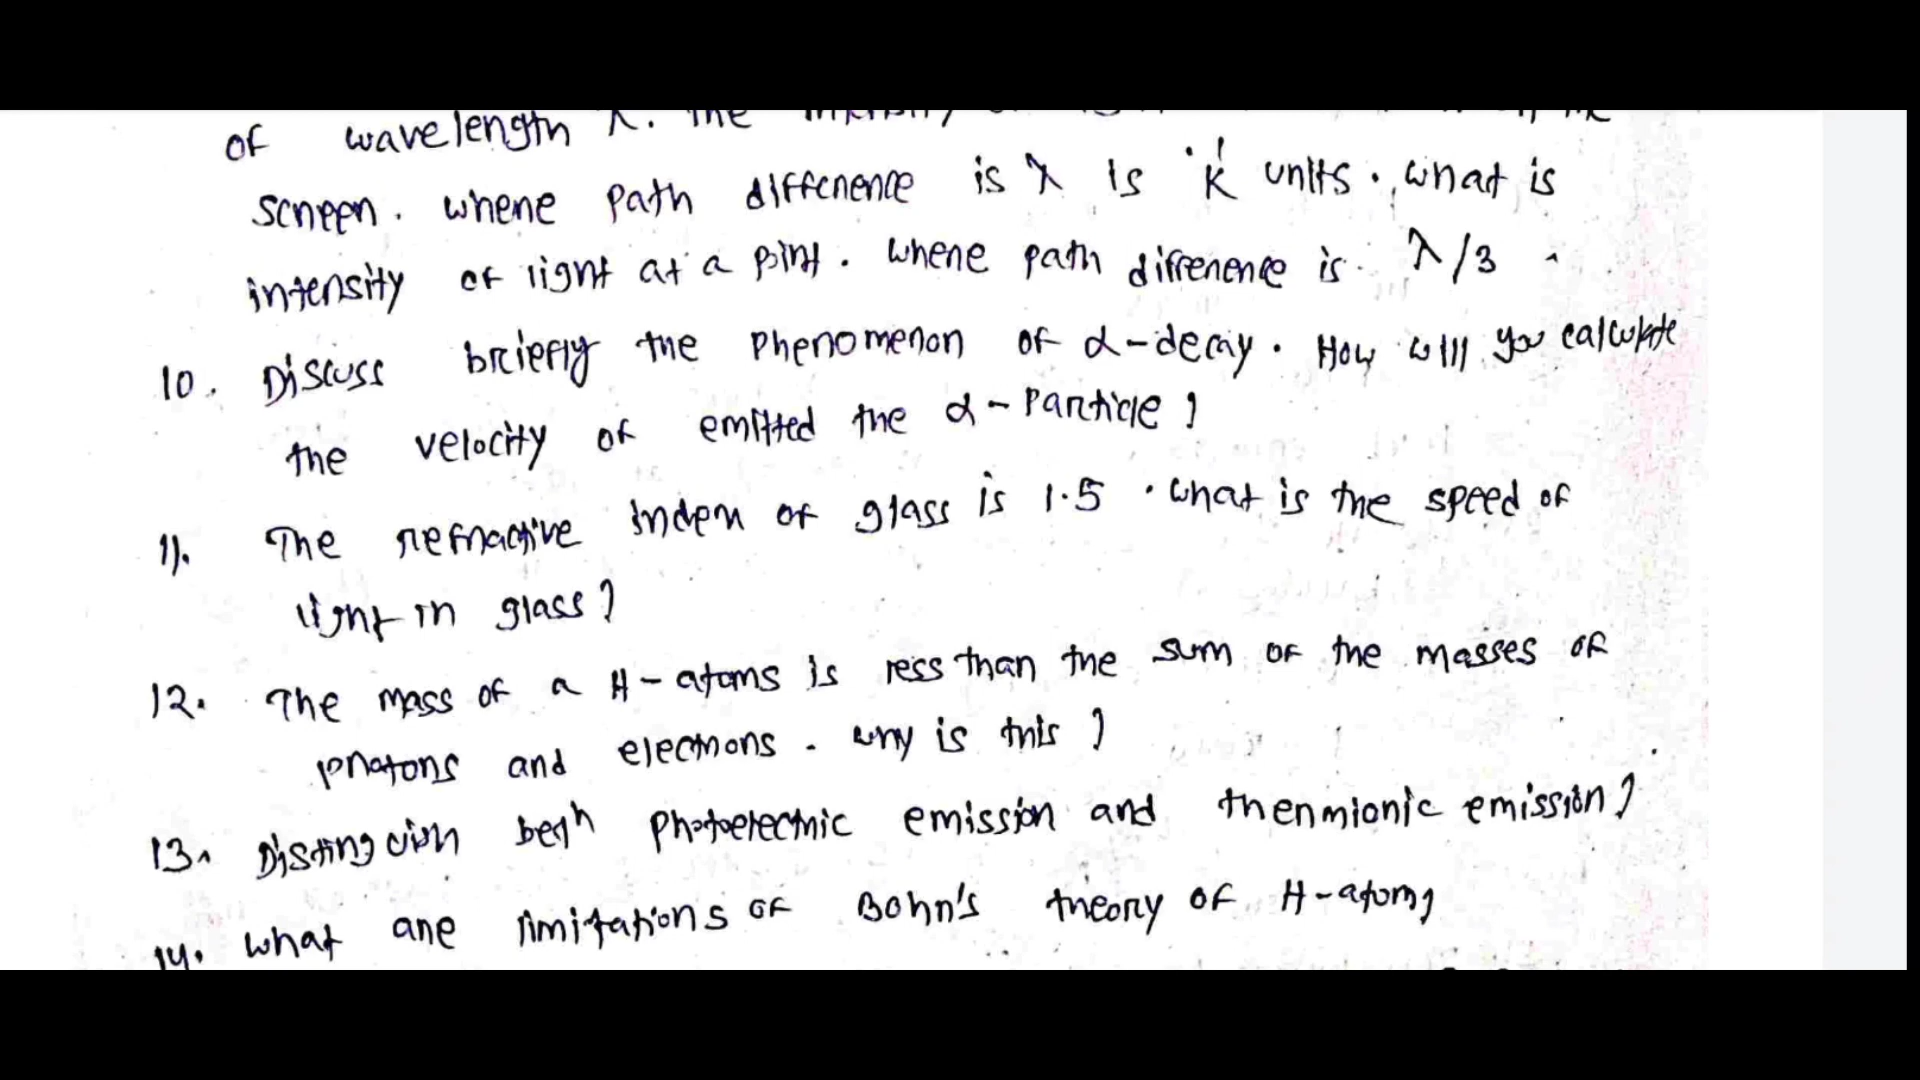 of wavelength λ. The
screen. where path difference is λ is 'K' units. what is
intensity of light at a point. where path difference is λ/3
10. Discuss briefly the phenomenon of α-decay. How will you calculate
the velocity of emitted the α-particle?
11. The refractive index of glass is 1.5. what is the speed of
light in glass?
12. The mass of a H-atoms is less than the sum of the masses of
protons and electrons. why is this?
13. Distinguish betn photoelectric emission and thermionic emission?
14. what are limitations of Bohr's theory of H-atom?